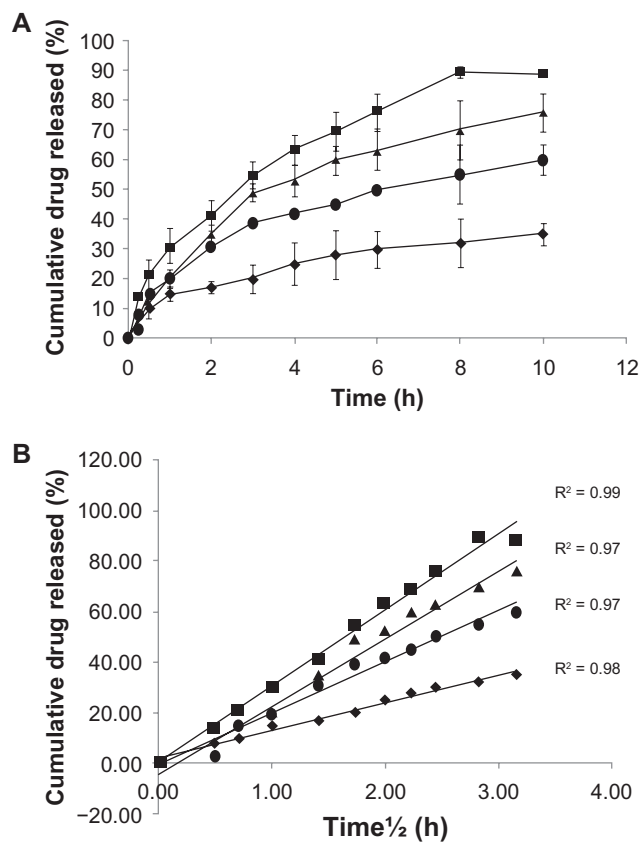 A
Cumulative drug released (%)
100
90
80
70
60
50
40
30
20
10
0
0 2 4 6 8 10 12
Time (h)
B
Cumulative drug released (%)
120.00
100.00
80.00
60.00
40.00
20.00
0.00
−20.00
0.00 1.00 2.00 3.00 4.00
Time½ (h)
R² = 0.99
R² = 0.97
R² = 0.97
R² = 0.98